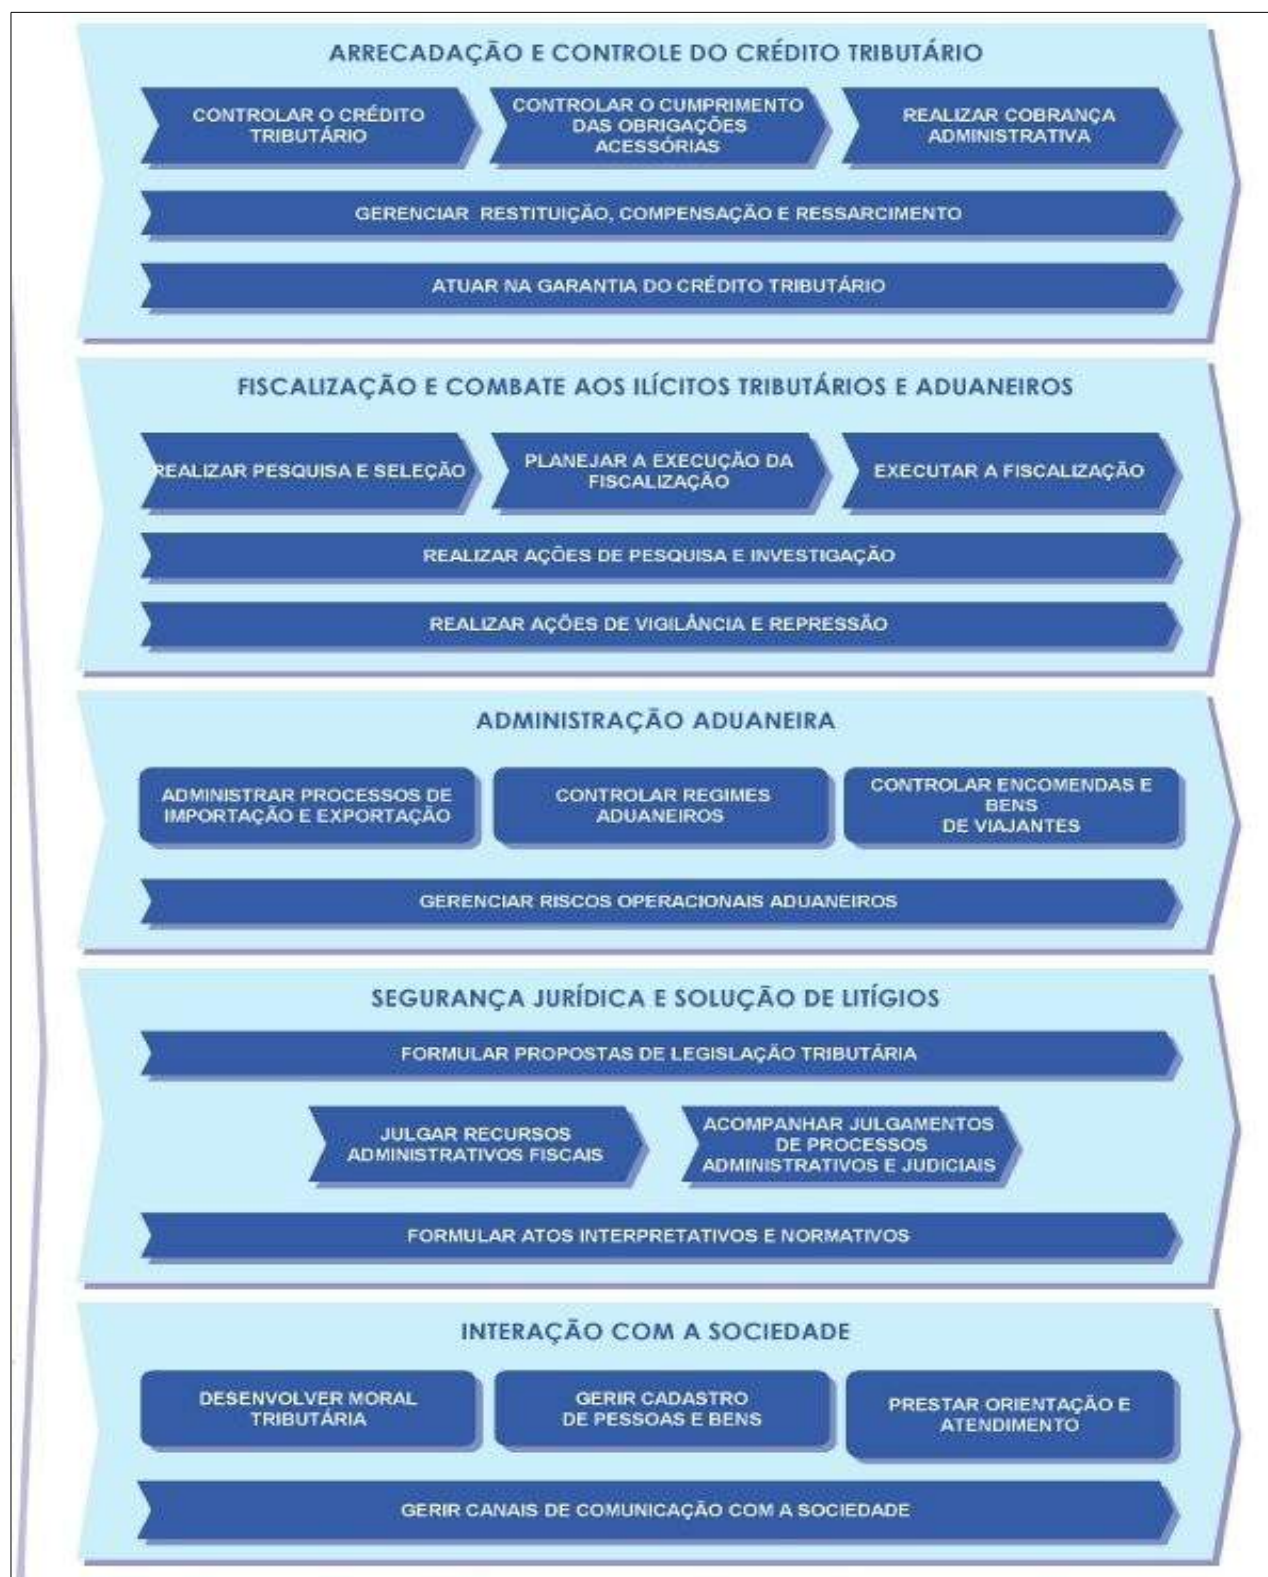 ARRECADAÇÃO E CONTROLE DO CRÉDITO TRIBUTÁRIO
CONTROLAR O CRÉDITO
TRIBUTÁRIO
CONTROLAR O CUMPRIMENTO
DAS OBRIGAÇÕES
ACESSÓRIAS
REALIZAR COBRANÇA
ADMINISTRATIVA
GERENCIAR RESTITUIÇÃO, COMPENSAÇÃO E RESSARCIMENTO
ATUAR NA GARANTIA DO CRÉDITO TRIBUTÁRIO
FISCALIZAÇÃO E COMBATE AOS ILÍCITOS TRIBUTÁRIOS E ADUANEIROS
REALIZAR PESQUISA E SELEÇÃO
PLANEJAR A EXECUÇÃO DA
FISCALIZAÇÃO
EXECUTAR A FISCALIZAÇÃO
REALIZAR AÇÕES DE PESQUISA E INVESTIGAÇÃO
REALIZAR AÇÕES DE VIGILÂNCIA E REPRESSÃO
ADMINISTRAÇÃO ADUANEIRA
ADMINISTRAR PROCESSOS DE
IMPORTAÇÃO E EXPORTAÇÃO
CONTROLAR REGIMES
ADUANEIROS
CONTROLAR ENCOMENDAS E
BENS
DE VIAJANTES
GERENCIAR RISCOS OPERACIONAIS ADUANEIROS
SEGURANÇA JURÍDICA E SOLUÇÃO DE LITÍGIOS
FORMULAR PROPOSTAS DE LEGISLAÇÃO TRIBUTÁRIA
JULGAR RECURSOS
ADMINISTRATIVOS FISCAIS
ACOMPANHAR JULGAMENTOS
DE PROCESSOS
ADMINISTRATIVOS E JUDICIAIS
FORMULAR ATOS INTERPRETATIVOS E NORMATIVOS
INTERAÇÃO COM A SOCIEDADE
DESENVOLVER MORAL
TRIBUTÁRIA
GERIR CADASTRO
DE PESSOAS E BENS
PRESTAR ORIENTAÇÃO E
ATENDIMENTO
GERIR CANAIS DE COMUNICAÇÃO COM A SOCIEDADE